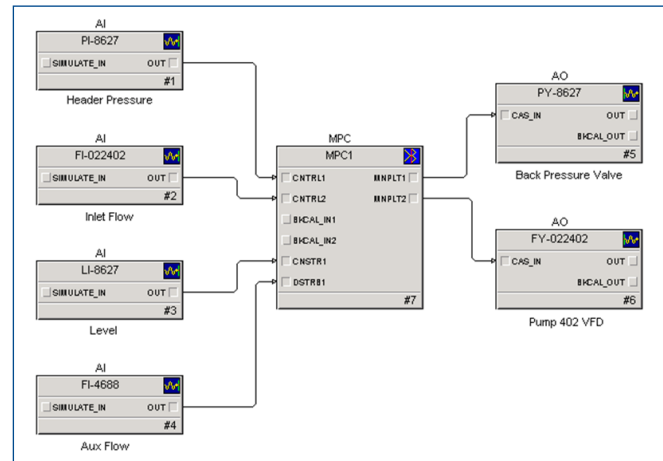 AI
PI-8627
SIMULATE_IN OUT
#1
Header Pressure
AI
FI-022402
SIMULATE_IN OUT
#2
Inlet Flow
AI
LI-8627
SIMULATE_IN OUT
#3
Level
AI
FI-4688
SIMULATE_IN OUT
#4
Aux Flow
MPC
MPC1
CNTRL1 MNPLT1
CNTRL2 MNPLT2
BKCAL_IN1
BKCAL_IN2
CNSTR1
DSTRB1
#7
AO
PY-8627
CAS_IN OUT
BKCAL_OUT
#5
Back Pressure Valve
AO
FY-022402
CAS_IN OUT
BKCAL_OUT
#6
Pump 402 VFD